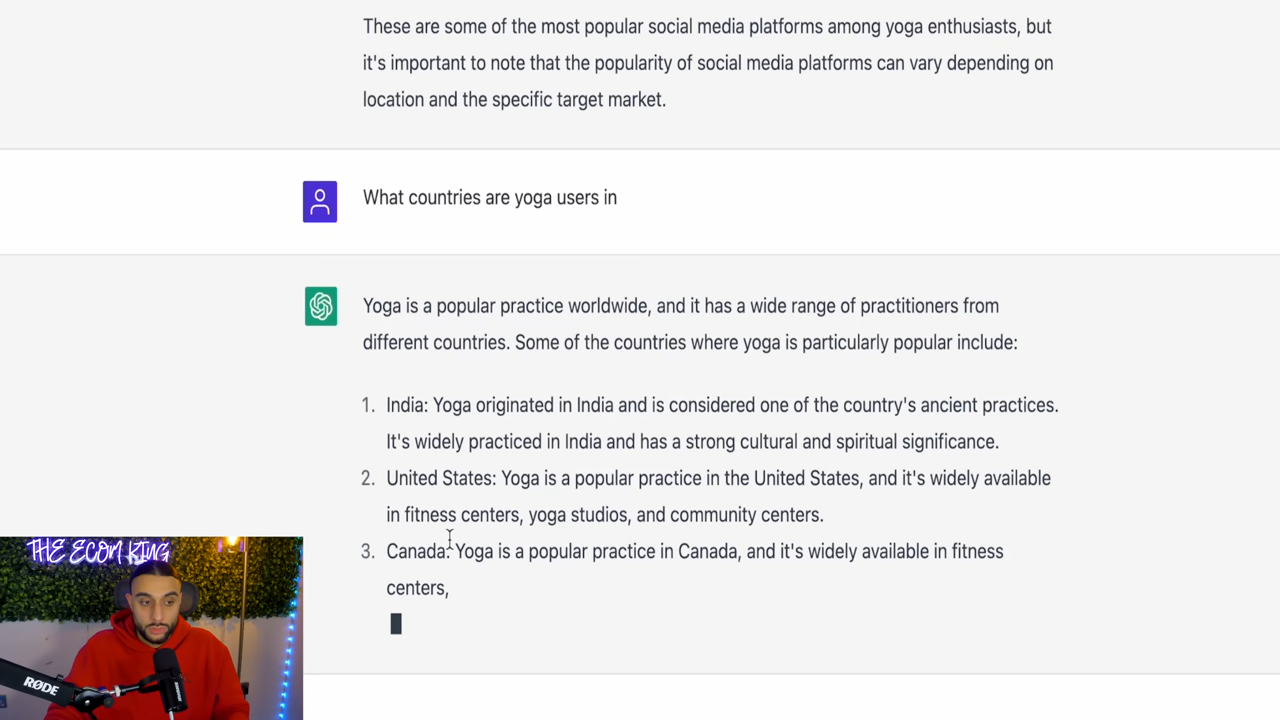 These are some of the most popular social media platforms among yoga enthusiasts, but
it's important to note that the popularity of social media platforms can vary depending on
location and the specific target market.
What countries are yoga users in
Yoga is a popular practice worldwide, and it has a wide range of practitioners from
different countries. Some of the countries where yoga is particularly popular include:
1. India: Yoga originated in India and is considered one of the country's ancient practices.
It's widely practiced in India and has a strong cultural and spiritual significance.
2. United States: Yoga is a popular practice in the United States, and it's widely available
in fitness centers, yoga studios, and community centers.
3. Canada: Yoga is a popular practice in Canada, and it's widely available in fitness
centers,
THE ECOM KING
RØDE